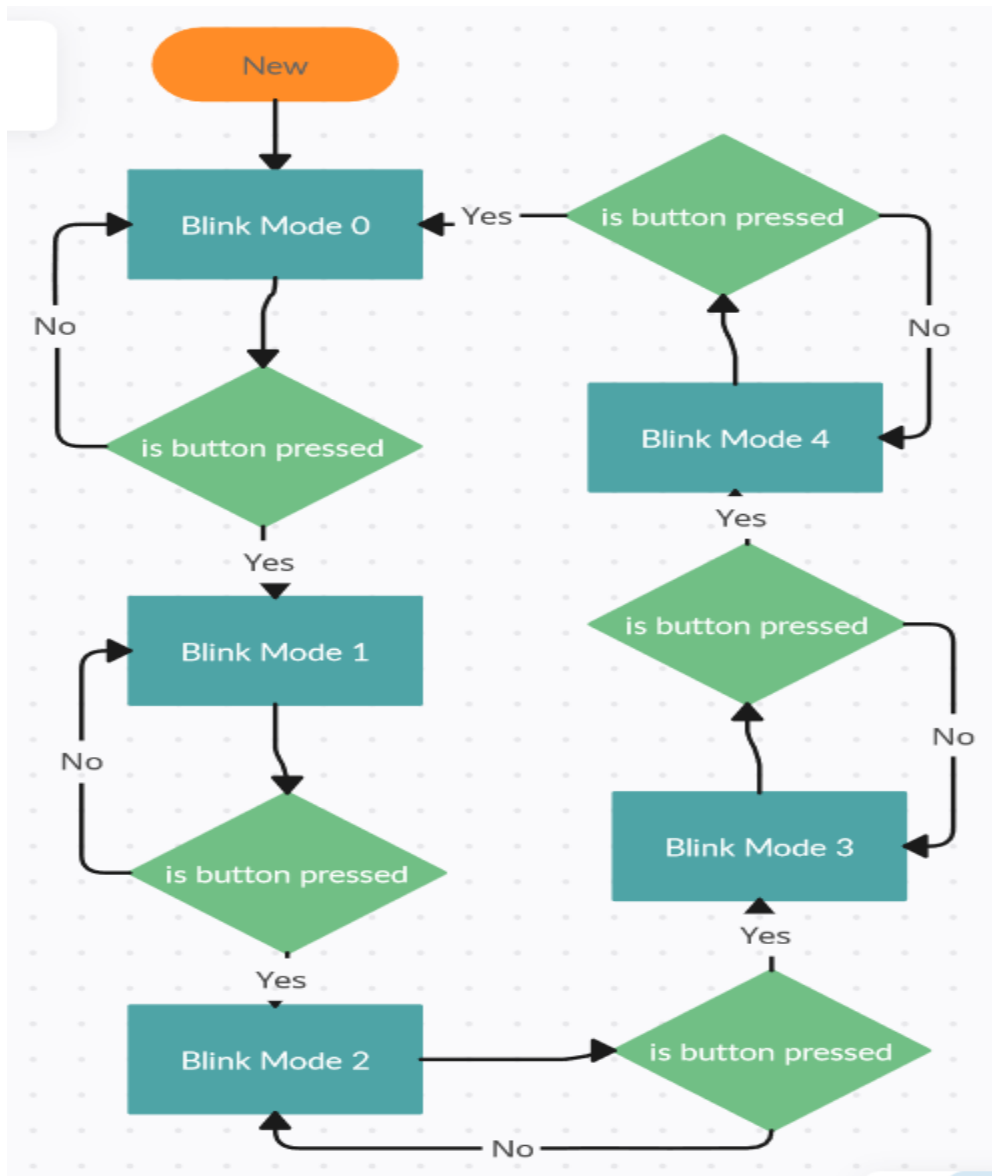 New
Blink Mode 0
No
is button pressed
Yes
Blink Mode 1
No
is button pressed
Yes
Blink Mode 2
is button pressed
No
Yes
Blink Mode 3
No
is button pressed
Yes
Blink Mode 4
No
is button pressed
Yes